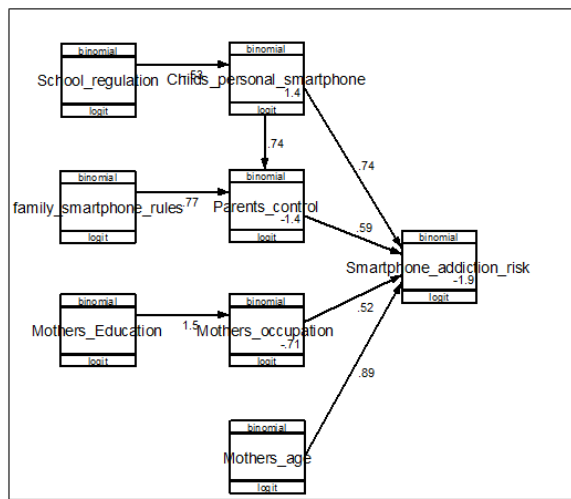 binomial
School_regulation
logit
-.53
binomial
Childs_personal_smartphone
1.4
logit
.74
.74
binomial
family_smartphone_rules
logit
.77
binomial
Parents_control
-1.4
logit
.59
binomial
Smartphone_addiction_risk
-1.9
logit
binomial
Mothers_Education
logit
1.5
binomial
Mothers_occupation
-.71
logit
.52
.89
binomial
Mothers_age
logit